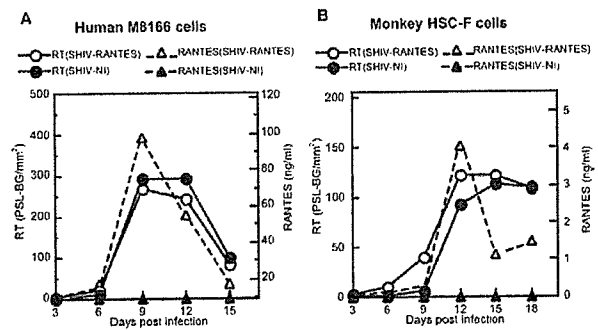 A Human M8166 cells
RT(SHIV-RANTES) RANTES(SHIV-RANTES)
RT(SHIV-NI) RANTES(SHIV-NI)
500
400
300
200
100
0
RT (PSL-BG/mm²)
120
100
80
60
40
20
RANTES (ng/ml)
3 6 9 12 15
Days post infection
B Monkey HSC-F cells
RT(SHIV-RANTES) RANTES(SHIV-RANTES)
RT(SHIV-NI) RANTES(SHIV-NI)
200
150
100
50
0
RT (PSL-BG/mm²)
5
4
3
2
1
0
RANTES (ng/ml)
3 6 9 12 15 18
Days post infection